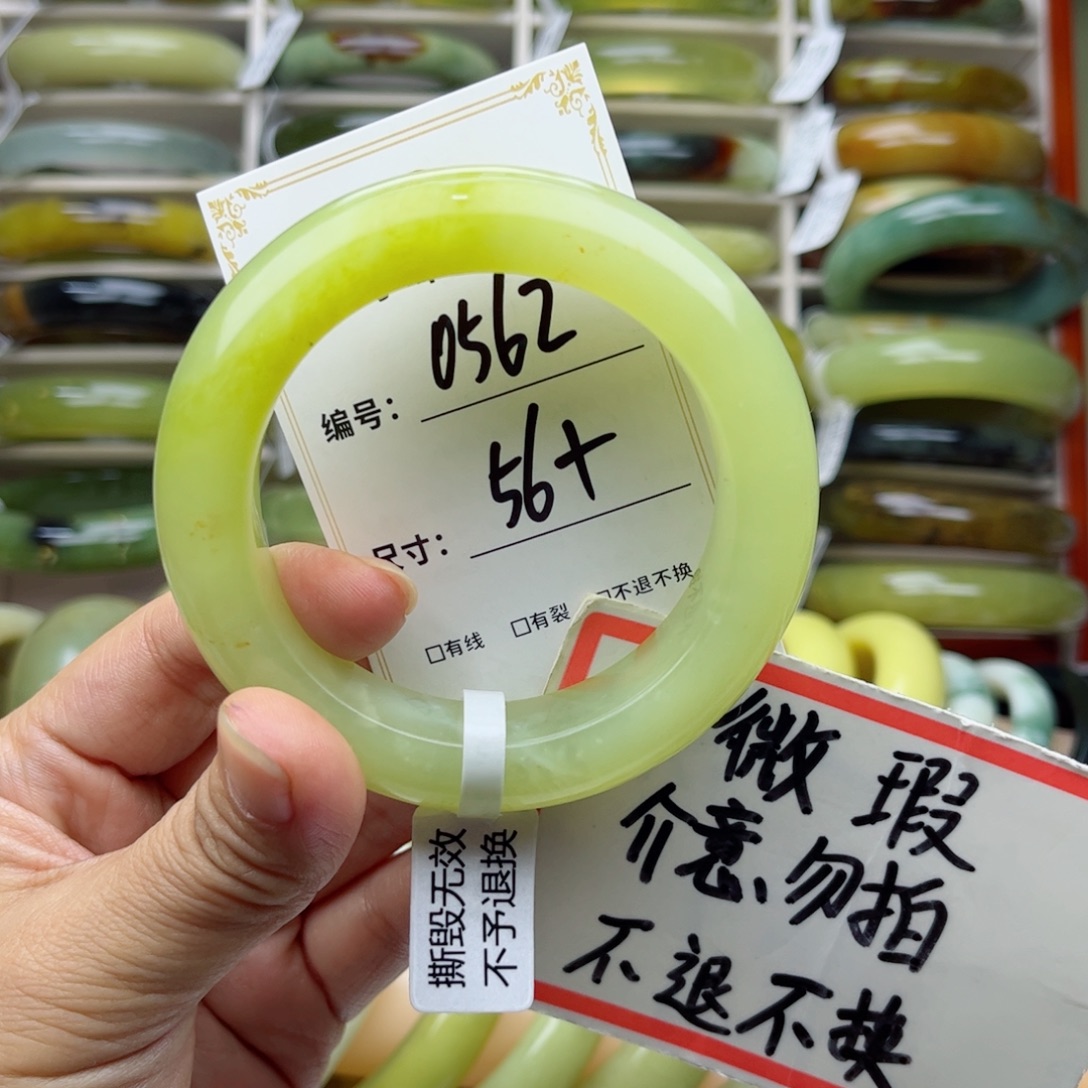 编号：0562
尺寸：56+
□有线 □有裂 □不退不换
微瑕
介意、勿拍
不退不换
撕毁无效
不予退换